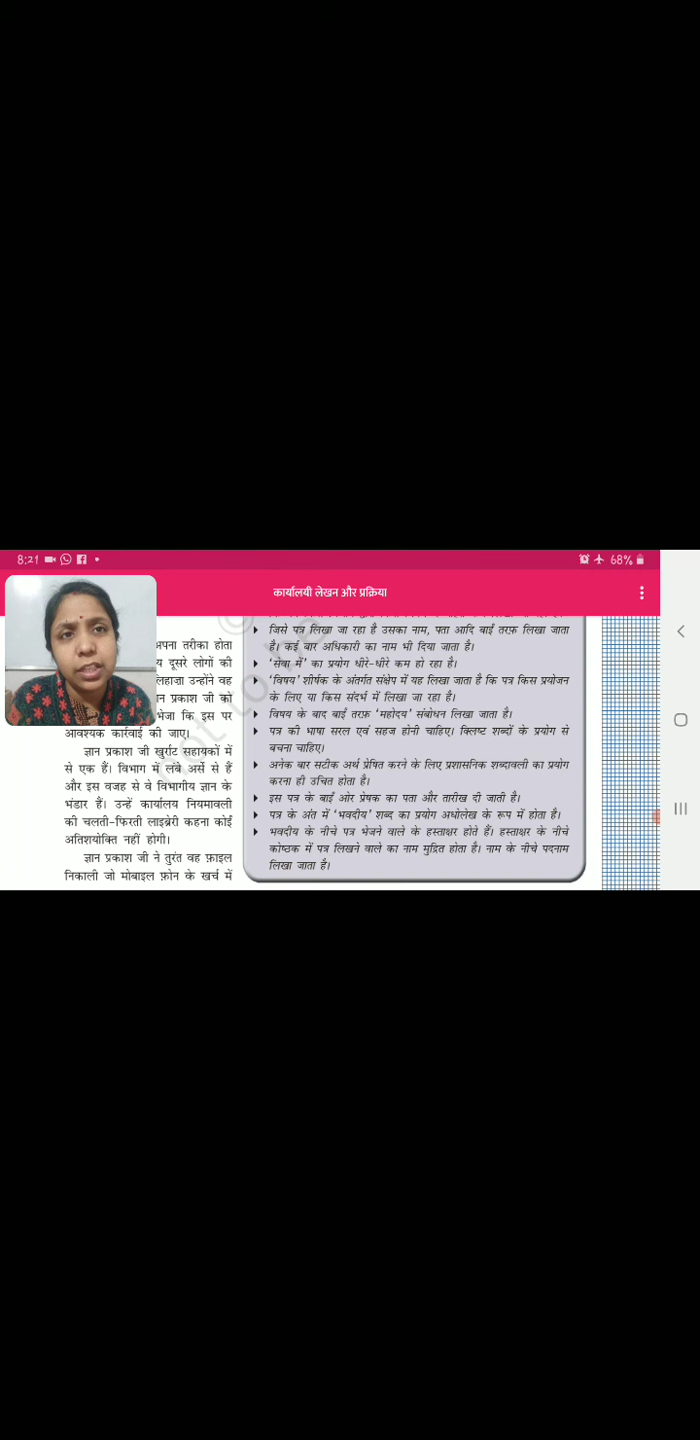 8:21
68%
कार्यालयी लेखन और प्रक्रिया
अपना तरीका होता
य दूसरे लोगों की
लिहाज़ा उन्होंने वह
ान प्रकाश जी को
भेजा कि इस पर
आवश्यक कार्रवाई की जाए।
ज्ञान प्रकाश जी खुर्राट सहायकों में
से एक हैं। विभाग में लंबे अर्से से हैं
और इस वजह से वे विभागीय ज्ञान के
भंडार हैं। उन्हें कार्यालय नियमावली
की चलती-फिरती लाइब्रेरी कहना कोई
अतिशयोक्ति नहीं होगी।
ज्ञान प्रकाश जी ने तुरंत वह फ़ाइल
निकाली जो मोबाइल फ़ोन के खर्च में
जिसे पत्र लिखा जा रहा है उसका नाम, पता आदि बाईं तरफ़ लिखा जाता
है। कई बार अधिकारी का नाम भी दिया जाता है।
‘सेवा में’ का प्रयोग धीरे-धीरे कम हो रहा है।
‘विषय’ शीर्षक के अंतर्गत संक्षेप में यह लिखा जाता है कि पत्र किस प्रयोजन
के लिए या किस संदर्भ में लिखा जा रहा है।
विषय के बाद बाईं तरफ़ ‘महोदय’ संबोधन लिखा जाता है।
पत्र की भाषा सरल एवं सहज होनी चाहिए। क्लिष्ट शब्दों के प्रयोग से
बचना चाहिए।
अनेक बार सटीक अर्थ प्रेषित करने के लिए प्रशासनिक शब्दावली का प्रयोग
करना ही उचित होता है।
इस पत्र के बाईं ओर प्रेषक का पता और तारीख दी जाती है।
पत्र के अंत में ‘भवदीय’ शब्द का प्रयोग अधोलेख के रूप में होता है।
भवदीय के नीचे पत्र भेजने वाले के हस्ताक्षर होते हैं। हस्ताक्षर के नीचे
कोष्ठक में पत्र लिखने वाले का नाम मुद्रित होता है। नाम के नीचे पदनाम
लिखा जाता है।
not to be